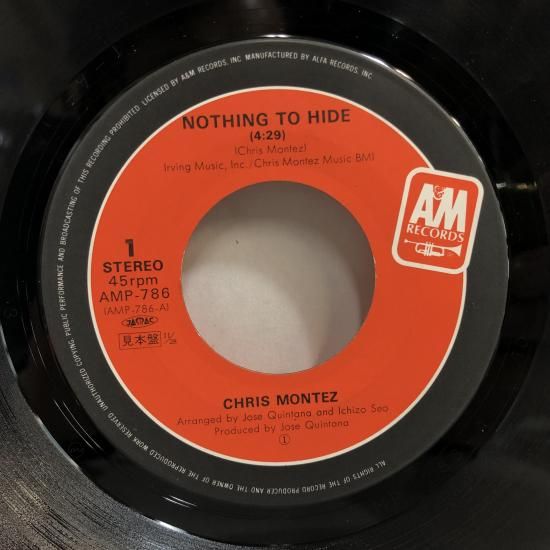 UNAUTHORIZED COPYING, PUBLIC PERFORMANCE AND BROADCASTING OF THIS RECORDING PROHIBITED. LICENSED BY A&M RECORDS, INC MANUFACTURED BY ALFA RECORDS, INC
NOTHING TO HIDE
(4:29)
(Chris Montez)
Irving Music, Inc./Chris Montez Music BMI)
A&M
RECORDS
1
STEREO
45rpm
AMP-786
(AMP-786-A)
JASRAC
見本盤
CHRIS MONTEZ
Arranged by Jose Quintana and Ichizo Seo
Produced by Jose Quintana
①
ALL RIGHTS OF THE RECORD PRODUCER AND THE OWNER OF THE REPRODUCED WORK RESERVED